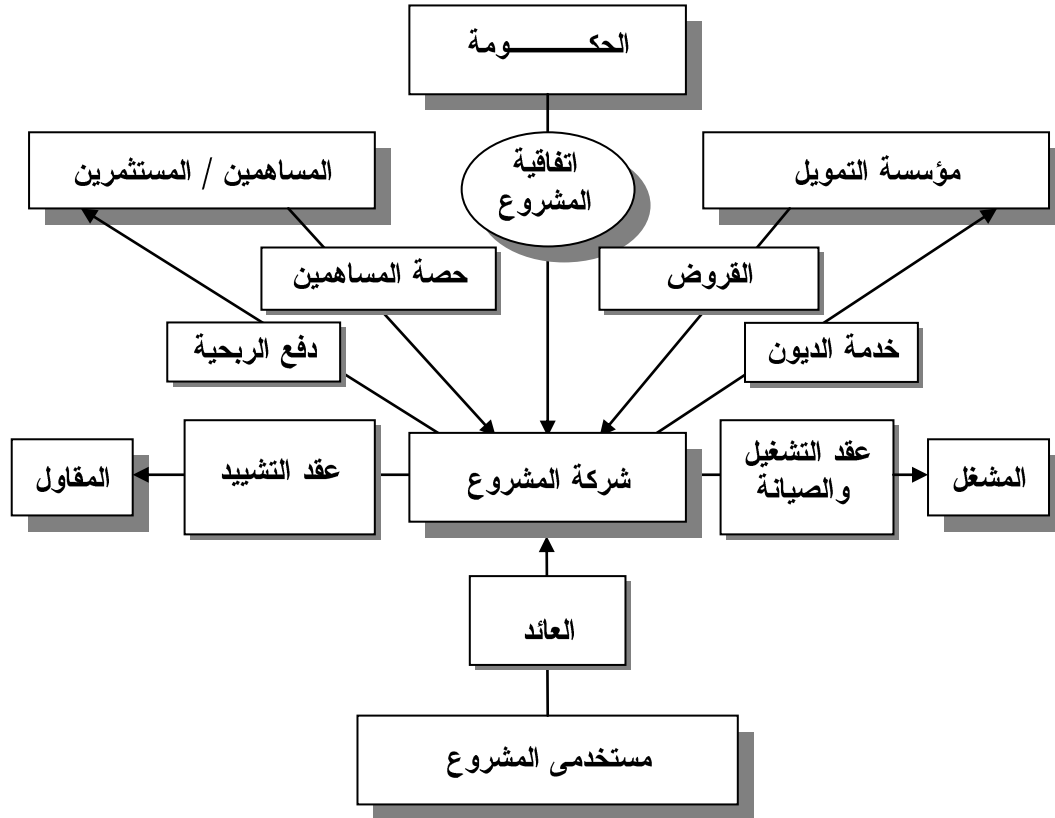 الحكــــــــومة
المساهمين / المستثمرين
اتفاقية
المشروع
مؤسسة التمويل
حصة المساهمين
القروض
دفع الربحية
خدمة الديون
المقاول
عقد التشييد
شركة المشروع
عقد التشغيل
والصيانة
المشغل
العائد
مستخدمى المشروع